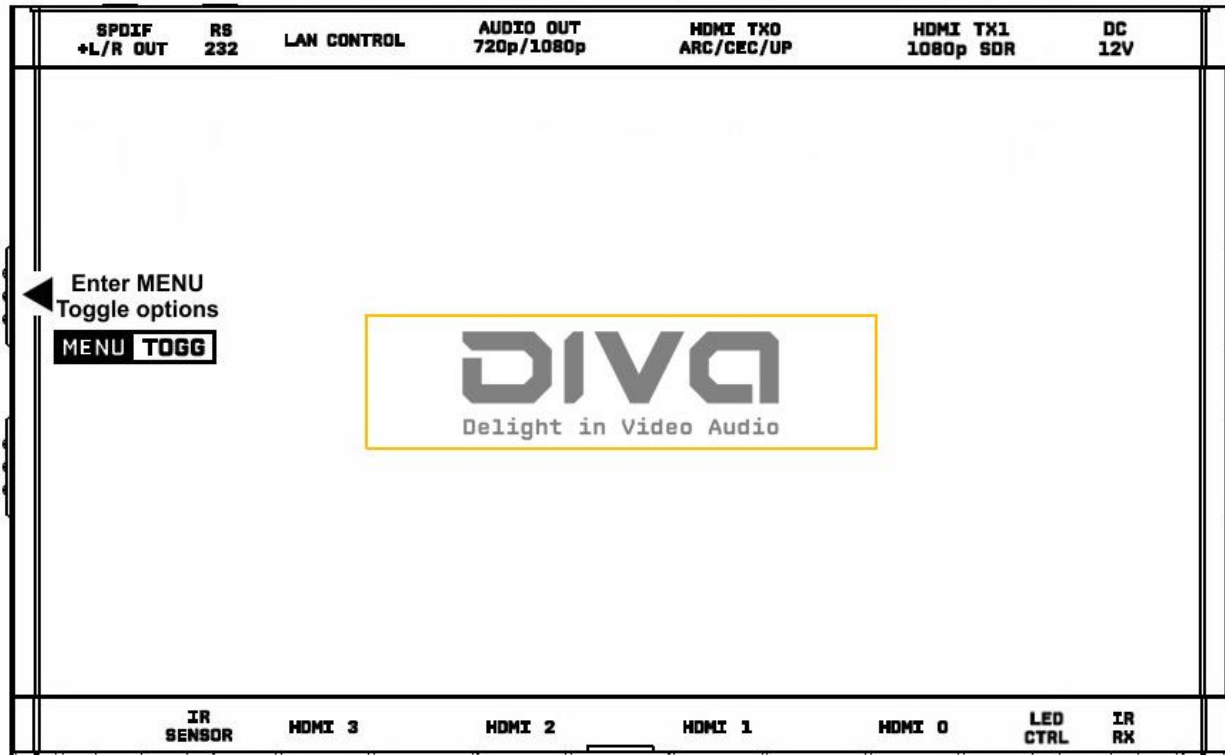 SPDIF
+L/R OUT
RS
232
LAN CONTROL
AUDIO OUT
720p/1080p
HDMI TX0
ARC/CEC/UP
HDMI TX1
1080p SDR
DC
12V
Enter MENU
Toggle options
MENU TOGG
DIVA
Delight in Video Audio
IR
SENSOR
HDMI 3
HDMI 2
HDMI 1
HDMI 0
LED
CTRL
IR
RX